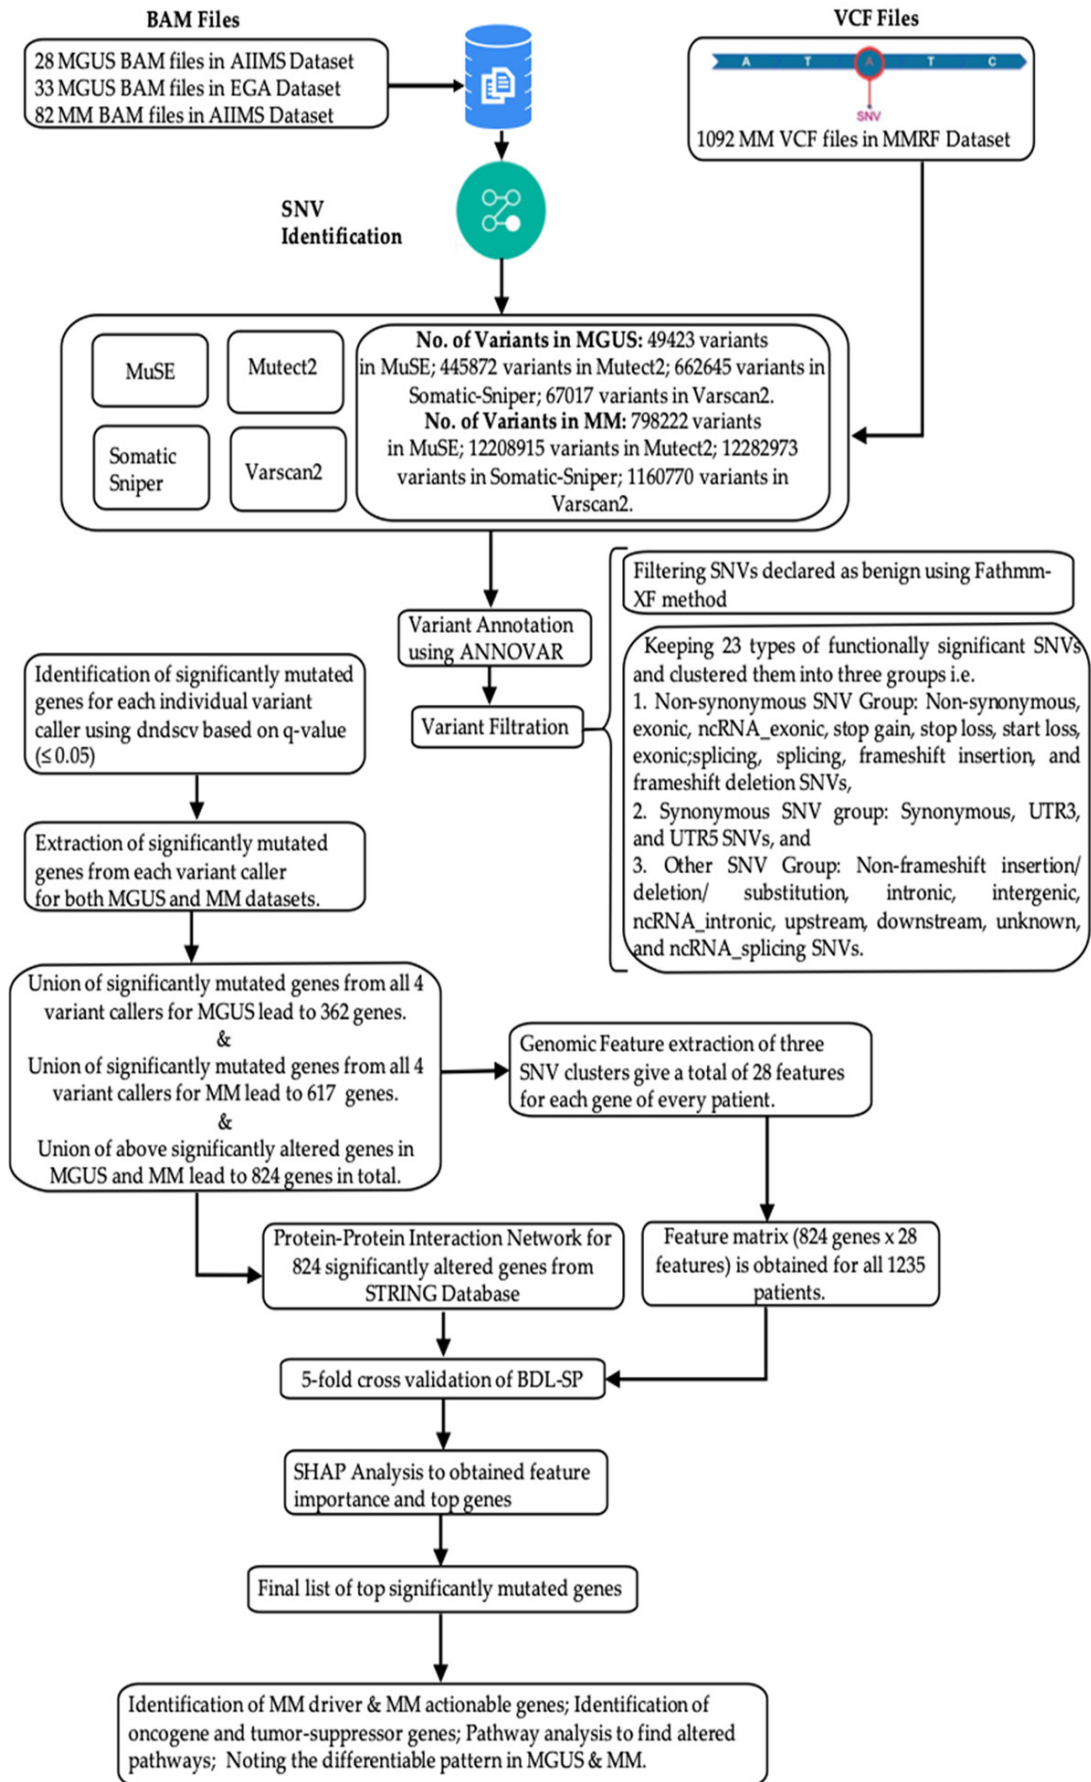 BAM Files
VCF Files
28 MGUS BAM files in AIIMS Dataset
33 MGUS BAM files in EGA Dataset
82 MM BAM files in AIIMS Dataset
A T A T C
SNV
1092 MM VCF files in MMRF Dataset
SNV
Identification
MuSE
Mutect2
Somatic
Sniper
Varscan2
No. of Variants in MGUS: 49423 variants
in MuSE; 445872 variants in Mutect2; 662645 variants in
Somatic-Sniper; 67017 variants in Varscan2.
No. of Variants in MM: 798222 variants
in MuSE; 12208915 variants in Mutect2; 12282973
variants in Somatic-Sniper; 1160770 variants in
Varscan2.
Variant Annotation
using ANNOVAR
Variant Filtration
Filtering SNVs declared as benign using Fathmm-
XF method
Keeping 23 types of functionally significant SNVs
and clustered them into three groups i.e.
1. Non-synonymous SNV Group: Non-synonymous,
exonic, ncRNA_exonic, stop gain, stop loss, start loss,
exonic;splicing, splicing, frameshift insertion, and
frameshift deletion SNVs,
2. Synonymous SNV group: Synonymous, UTR3,
and UTR5 SNVs, and
3. Other SNV Group: Non-frameshift insertion/
deletion/ substitution, intronic, intergenic,
ncRNA_intronic, upstream, downstream, unknown,
and ncRNA_splicing SNVs.
Identification of significantly mutated
genes for each individual variant
caller using dndscv based on q-value
(≤ 0.05)
Extraction of significantly mutated
genes from each variant caller
for both MGUS and MM datasets.
Union of significantly mutated genes from all 4
variant callers for MGUS lead to 362 genes.
&
Union of significantly mutated genes from all 4
variant callers for MM lead to 617 genes.
&
Union of above significantly altered genes in
MGUS and MM lead to 824 genes in total.
Genomic Feature extraction of three
SNV clusters give a total of 28 features
for each gene of every patient.
Protein-Protein Interaction Network for
824 significantly altered genes from
STRING Database
Feature matrix (824 genes x 28
features) is obtained for all 1235
patients.
5-fold cross validation of BDL-SP
SHAP Analysis to obtained feature
importance and top genes
Final list of top significantly mutated genes
Identification of MM driver & MM actionable genes; Identification of
oncogene and tumor-suppressor genes; Pathway analysis to find altered
pathways; Noting the differentiable pattern in MGUS & MM.